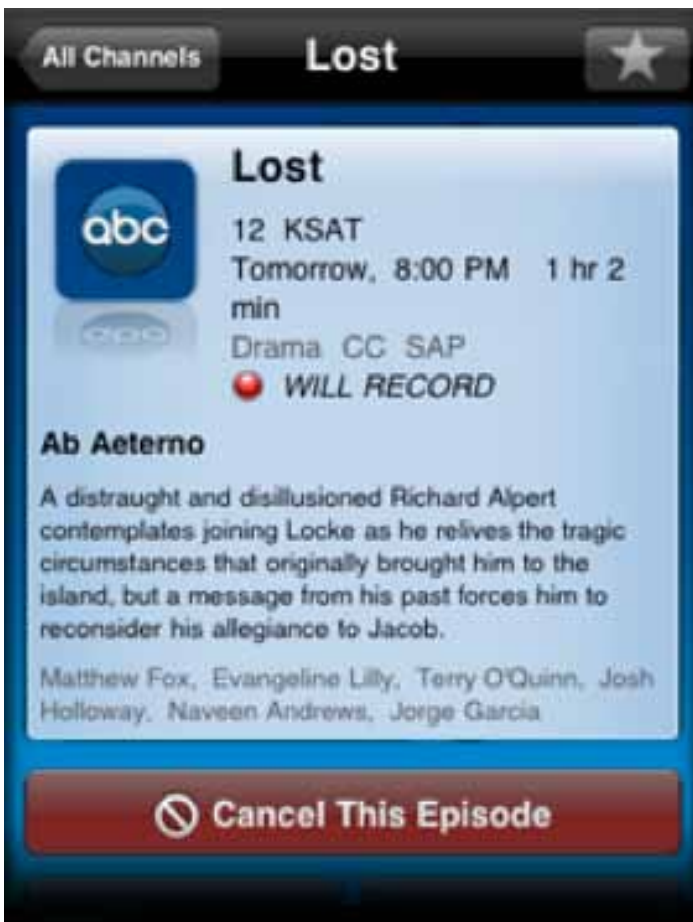 All Channels
Lost
Lost
abc
12 KSAT
Tomorrow, 8:00 PM 1 hr 2
min
Drama CC SAP
WILL RECORD
Ab Aeterno
A distraught and disillusioned Richard Alpert
contemplates joining Locke as he relives the tragic
circumstances that originally brought him to the
island, but a message from his past forces him to
reconsider his allegiance to Jacob.
Matthew Fox, Evangeline Lilly, Terry O'Quinn, Josh
Holloway, Naveen Andrews, Jorge Garcia
Cancel This Episode